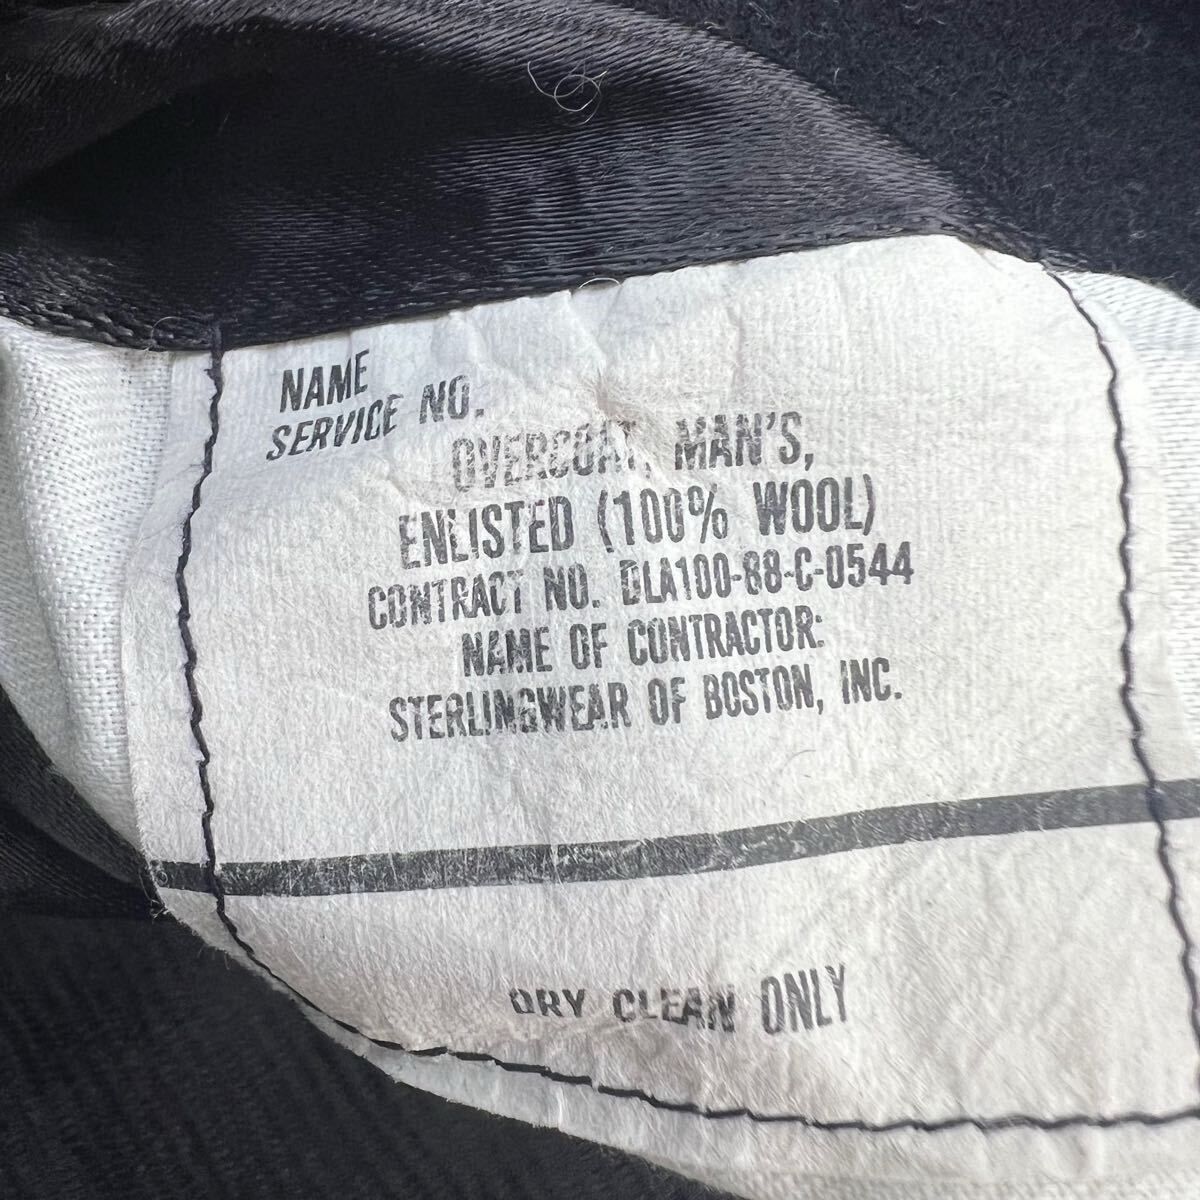 NAME
SERVICE NO.
OVERCOAT, MAN'S,
ENLISTED (100% WOOL)
CONTRACT NO. DLA100-88-C-0544
NAME OF CONTRACTOR:
STERLINGWEAR OF BOSTON, INC.
DRY CLEAN ONLY